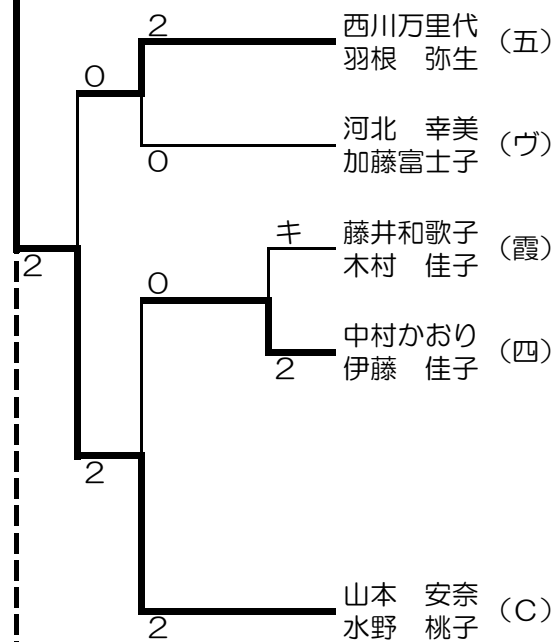 2
西川万里代
羽根 弥生
(五)
0
河北 幸美
加藤富士子
(ヴ)
0
キ
藤井和歌子
木村 佳子
(霞)
2
0
中村かおり
伊藤 佳子
(四)
2
2
山本 安奈
水野 桃子
(C)
2